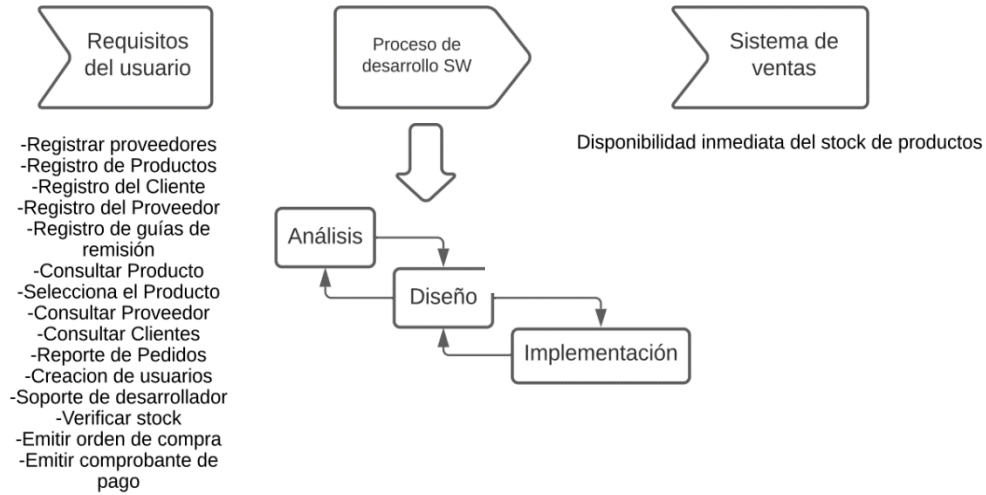 Requisitos
del usuario
Proceso de
desarrollo SW
Sistema de
ventas
-Registrar proveedores
-Registro de Productos
-Registro del Cliente
-Registro del Proveedor
-Registro de guías de
remisión
-Consultar Producto
-Selecciona el Producto
-Consultar Proveedor
-Consultar Clientes
-Reporte de Pedidos
-Creacion de usuarios
-Soporte de desarrollador
-Verificar stock
-Emitir orden de compra
-Emitir comprobante de
pago
Disponibilidad inmediata del stock de productos
Análisis
Diseño
Implementación